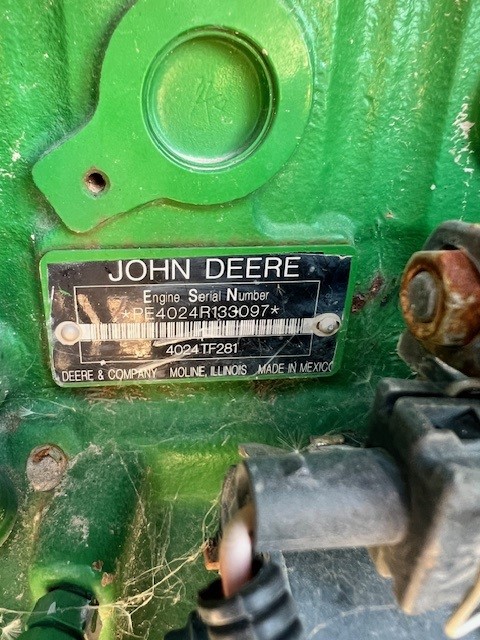 JOHN DEERE
Engine Serial Number
*PE4024R133097*
4024TF281
DEERE & COMPANY MOLINE, ILLINOIS MADE IN MEXICO